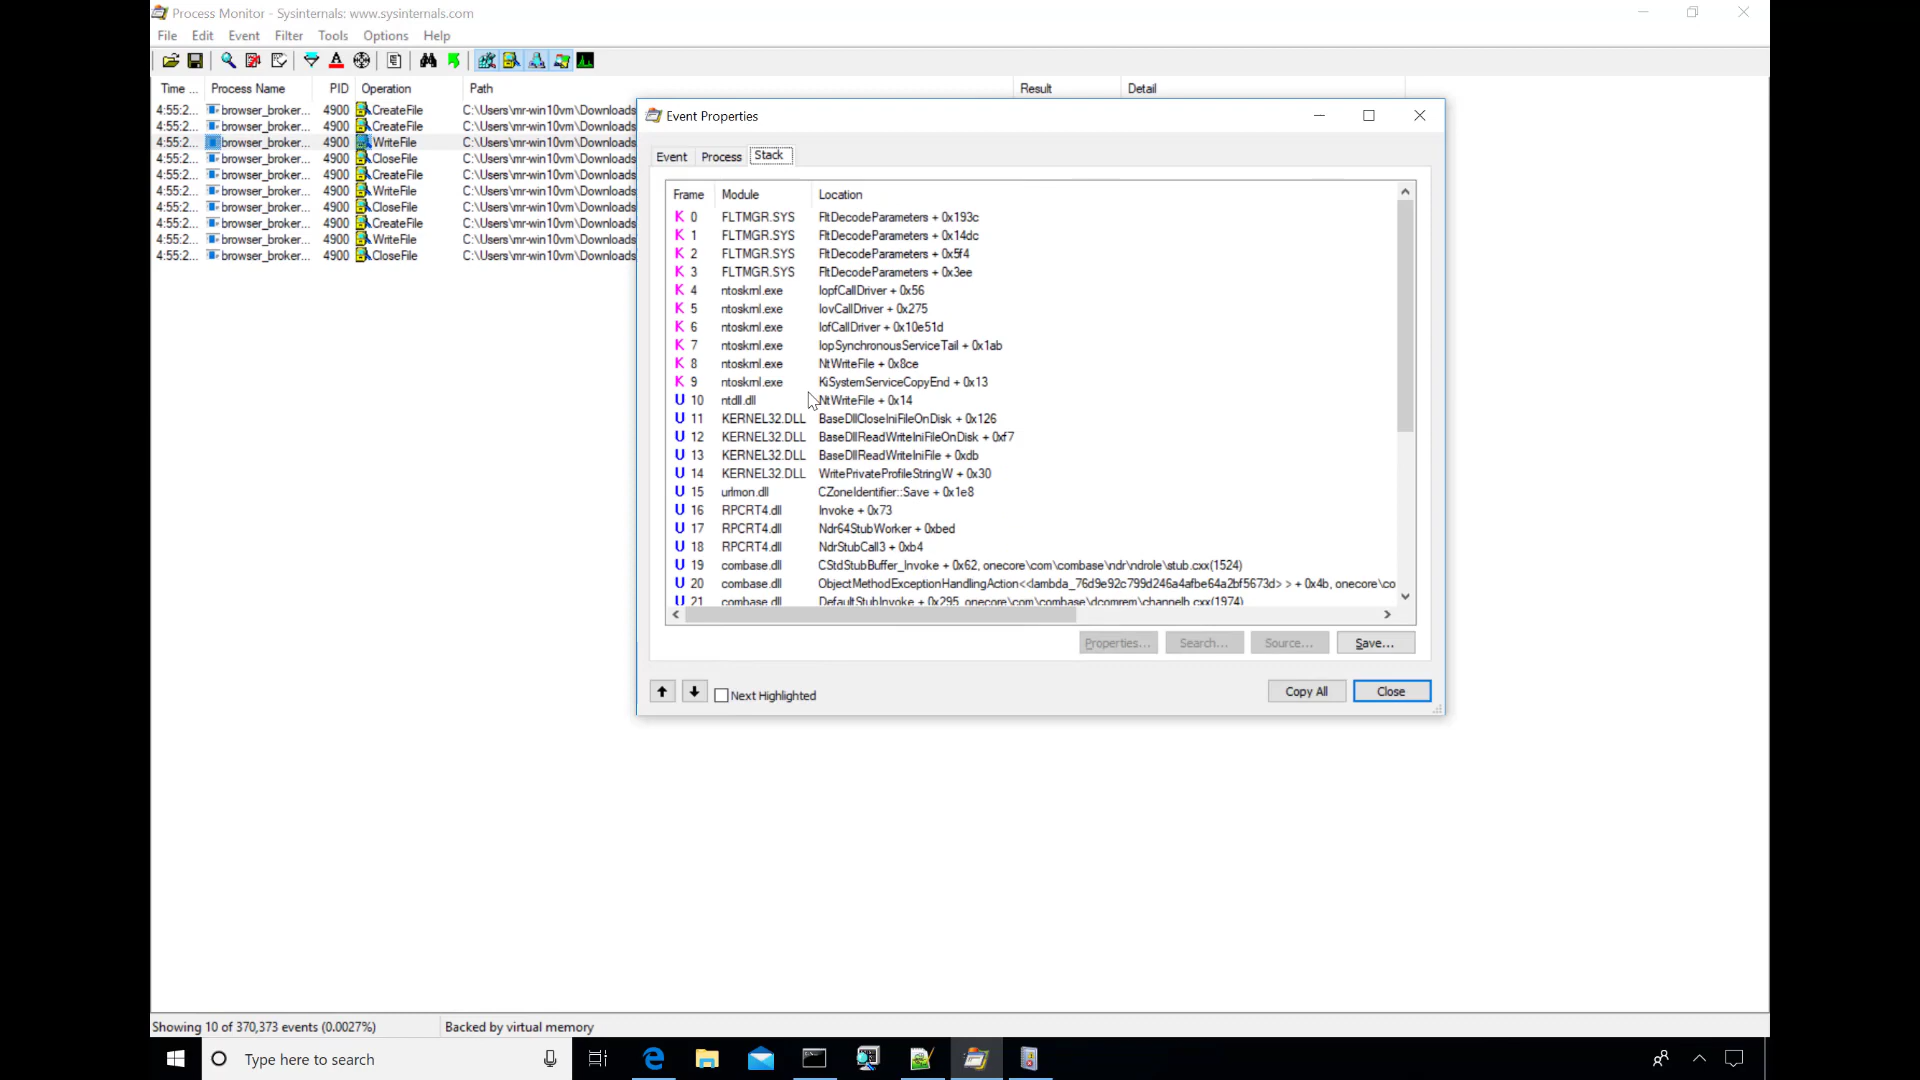 Process Monitor - Sysinternals: www.sysinternals.com
File Edit Event Filter Tools Options Help
Time ... Process Name PID Operation Path Result Detail
4:55:2... browser_broker... 4900 CreateFile C:\Users\mr-win10vm\Downloads
4:55:2... browser_broker... 4900 CreateFile C:\Users\mr-win10vm\Downloads
4:55:2... browser_broker... 4900 WriteFile C:\Users\mr-win10vm\Downloads
4:55:2... browser_broker... 4900 CloseFile C:\Users\mr-win10vm\Downloads
4:55:2... browser_broker... 4900 CreateFile C:\Users\mr-win10vm\Downloads
4:55:2... browser_broker... 4900 WriteFile C:\Users\mr-win10vm\Downloads
4:55:2... browser_broker... 4900 CloseFile C:\Users\mr-win10vm\Downloads
4:55:2... browser_broker... 4900 CreateFile C:\Users\mr-win10vm\Downloads
4:55:2... browser_broker... 4900 WriteFile C:\Users\mr-win10vm\Downloads
4:55:2... browser_broker... 4900 CloseFile C:\Users\mr-win10vm\Downloads
Event Properties
Event Process Stack
Frame Module Location
K 0 FLTMGR.SYS FltDecodeParameters + 0x193c
K 1 FLTMGR.SYS FltDecodeParameters + 0x14dc
K 2 FLTMGR.SYS FltDecodeParameters + 0x5f4
K 3 FLTMGR.SYS FltDecodeParameters + 0x3ee
K 4 ntoskrnl.exe IopfCallDriver + 0x56
K 5 ntoskrnl.exe IovCallDriver + 0x275
K 6 ntoskrnl.exe IofCallDriver + 0x10e51d
K 7 ntoskrnl.exe IopSynchronousServiceTail + 0x1ab
K 8 ntoskrnl.exe NtWriteFile + 0x8ce
K 9 ntoskrnl.exe KiSystemServiceCopyEnd + 0x13
U 10 ntdll.dll NtWriteFile + 0x14
U 11 KERNEL32.DLL BaseDllCloseIniFileOnDisk + 0x126
U 12 KERNEL32.DLL BaseDllReadWriteIniFileOnDisk + 0xf7
U 13 KERNEL32.DLL BaseDllReadWriteIniFile + 0xdb
U 14 KERNEL32.DLL WritePrivateProfileStringW + 0x30
U 15 urlmon.dll CZoneIdentifier::Save + 0x1e8
U 16 RPCRT4.dll Invoke + 0x73
U 17 RPCRT4.dll Ndr64StubWorker + 0xbed
U 18 RPCRT4.dll NdrStubCall3 + 0xb4
U 19 combase.dll CStdStubBuffer_Invoke + 0x62, onecore\com\combase\ndr\ndrole\stub.cxx(1524)
U 20 combase.dll ObjectMethodExceptionHandlingAction<<lambda_76d9e92c799d246a4afbe64a2bf5673d> > + 0x4b, onecore\co
U 21 combase.dll DefaultStubInvoke + 0x295, onecore\com\combase\dcomrem\channelb.cxx(1974)
Properties... Search... Source... Save...
Next Highlighted Copy All Close
Showing 10 of 370,373 events (0.0027%) Backed by virtual memory
Type here to search